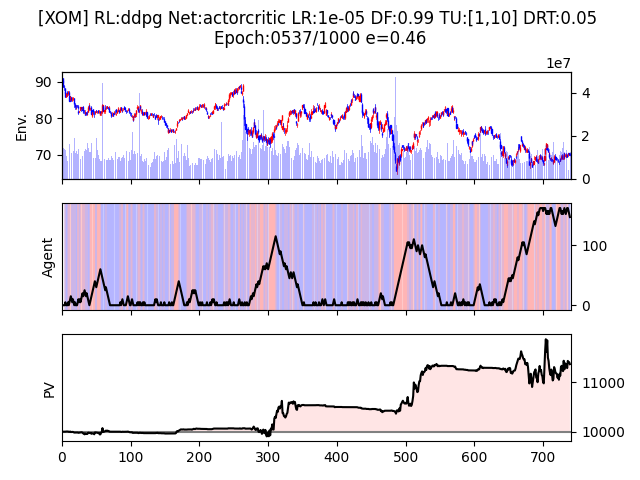 [XOM] RL:ddpg Net:actorcritic LR:1e-05 DF:0.99 TU:[1,10] DRT:0.05
Epoch:0537/1000 e=0.46
1e7
Env.
90
80
70
4
2
0
Agent
100
0
PV
11000
10000
0 100 200 300 400 500 600 700